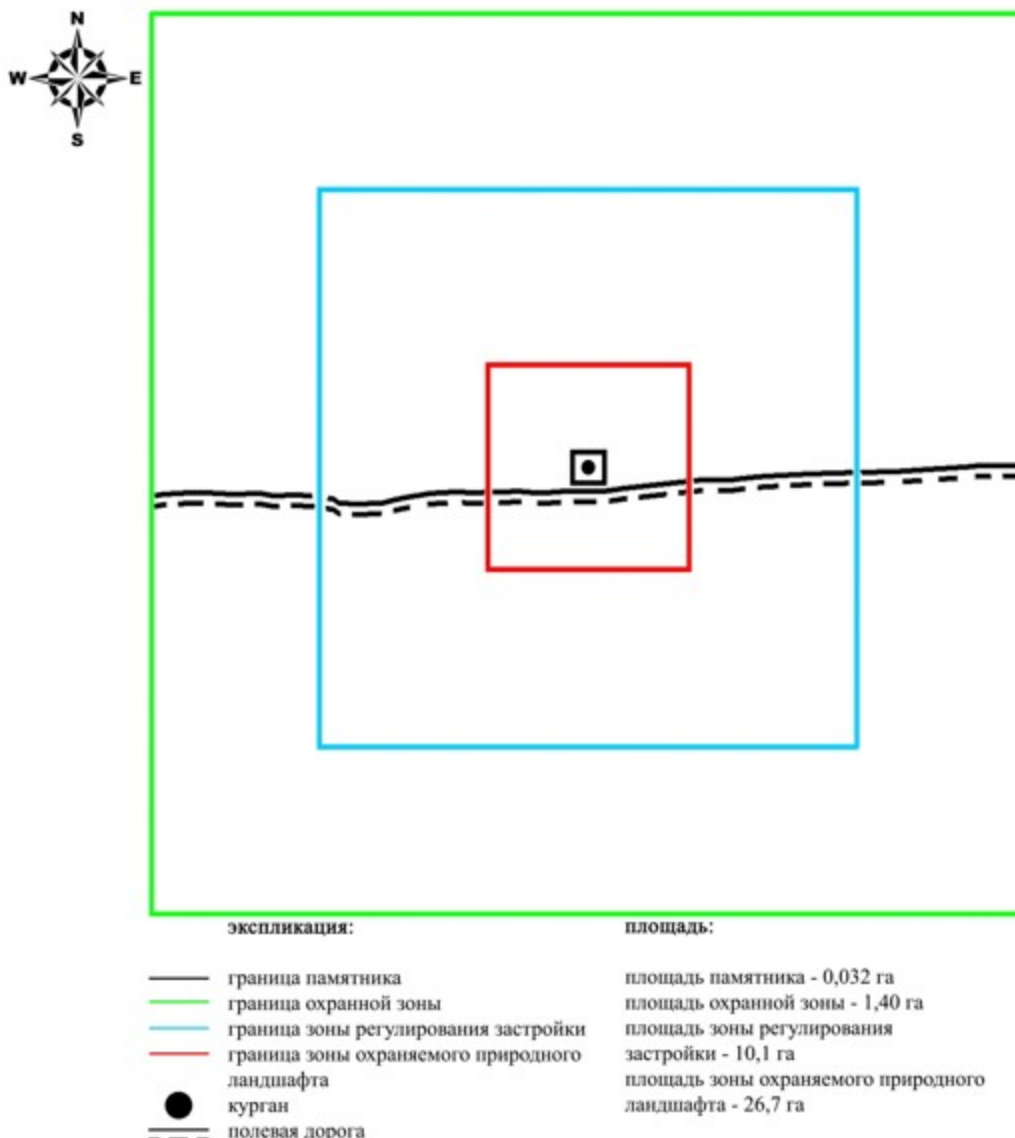 N
W E
S
экспликация:
граница памятника
граница охранной зоны
граница зоны регулирования застройки
граница зоны охраняемого природного
ландшафта
курган
полевая дорога
площадь:
площадь памятника - 0,032 га
площадь охранной зоны - 1,40 га
площадь зоны регулирования
застройки - 10,1 га
площадь зоны охраняемого природного
ландшафта - 26,7 га